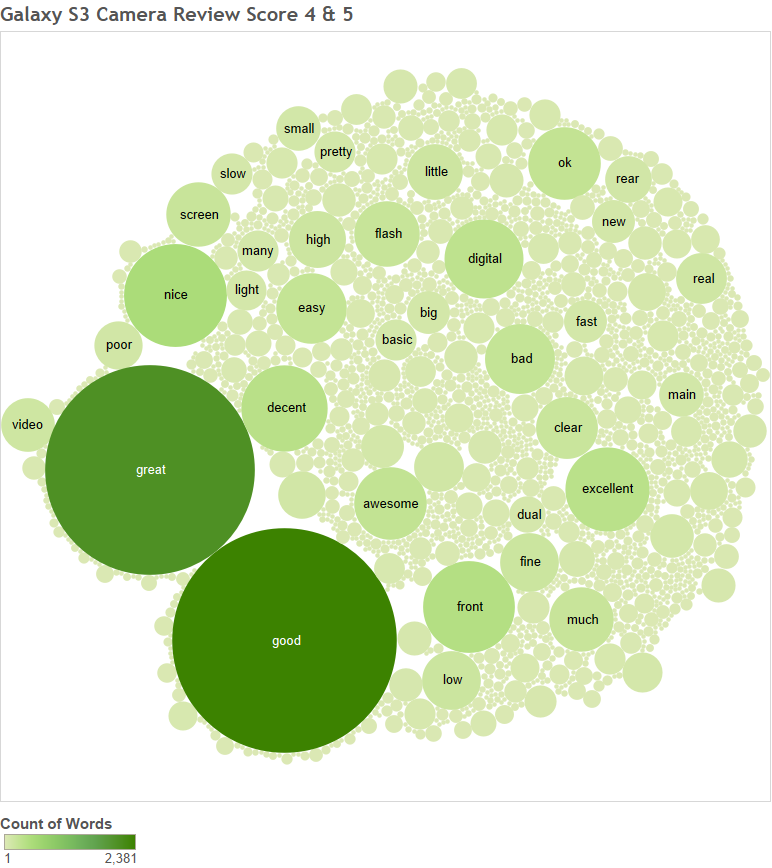 Galaxy S3 Camera Review Score 4 & 5
small
pretty
slow
little
ok
rear
screen
new
many
high
flash
digital
nice
light
easy
real
big
basic
fast
poor
bad
main
video
decent
clear
great
excellent
awesome
dual
fine
front
much
good
low
Count of Words
1 2,381